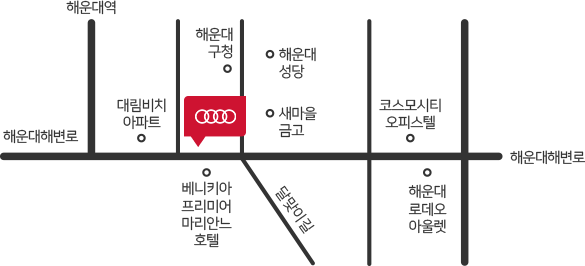 해운대역
해운대
구청
해운대
성당
대림비치
아파트
새마을
금고
코스모시티
오피스텔
해운대해변로
해운대해변로
베니키아
프리미어
마리안느
호텔
달맞이길
해운대
로데오
아울렛